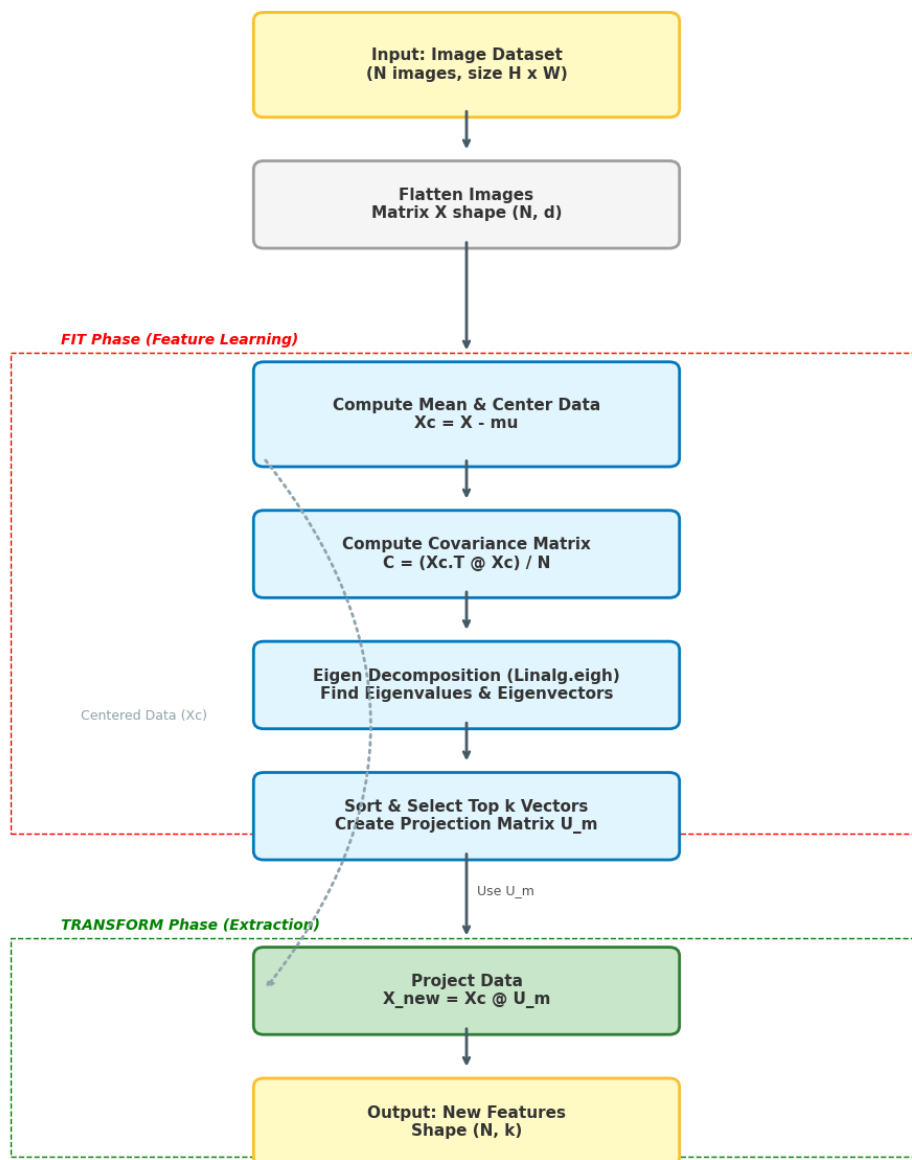 Input: Image Dataset
(N images, size H x W)
Flatten Images
Matrix X shape (N, d)
FIT Phase (Feature Learning)
Compute Mean & Center Data
Xc = X - mu
Compute Covariance Matrix
C = (Xc.T @ Xc) / N
Eigen Decomposition (Linalg.eigh)
Find Eigenvalues & Eigenvectors
Centered Data (Xc)
Sort & Select Top k Vectors
Create Projection Matrix U_m
Use U_m
TRANSFORM Phase (Extraction)
Project Data
X_new = Xc @ U_m
Output: New Features
Shape (N, k)